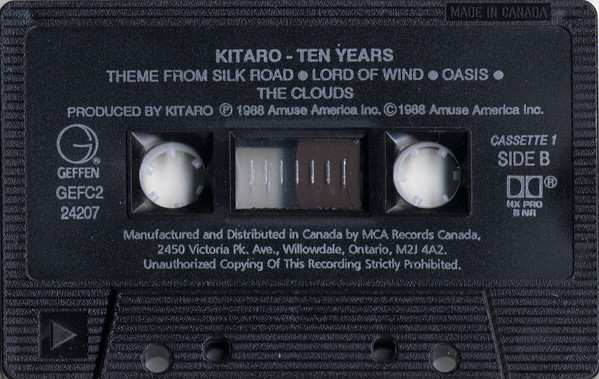 MADE IN CANADA
KITARO - TEN YEARS
THEME FROM SILK ROAD ● LORD OF WIND ● OASIS ●
THE CLOUDS
PRODUCED BY KITARO ℗ 1988 Amuse America Inc. © 1988 Amuse America Inc.
G®
GEFFEN
GEFC2
24207
CASSETTE 1
SIDE B
®
HX PRO
B NR
Manufactured and Distributed in Canada by MCA Records Canada,
2450 Victoria Pk. Ave., Willowdale, Ontario, M2J 4A2.
Unauthorized Copying Of This Recording Strictly Prohibited.